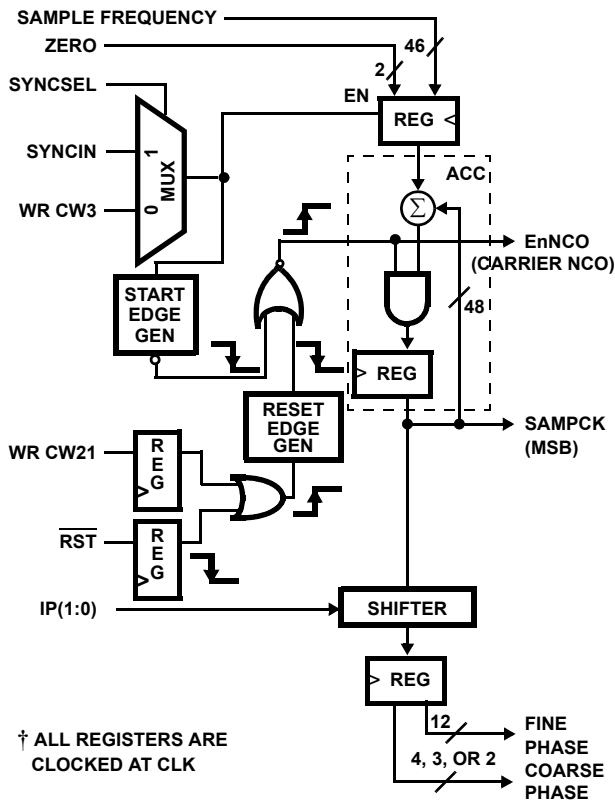 SAMPLE FREQUENCY
ZERO
46
2
SYNCSEL
EN
REG
SYNCIN
1
MUX
0
WR CW3
ACC
Σ
EnNCO
(CARRIER NCO)
START
EDGE
GEN
48
REG
RESET
EDGE
GEN
SAMPCK
(MSB)
WR CW21
REG
RST
REG
IP(1:0)
SHIFTER
REG
12
FINE
PHASE
4, 3, OR 2
COARSE
PHASE
† ALL REGISTERS ARE
CLOCKED AT CLK